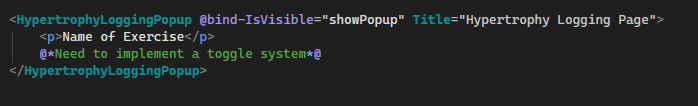 <HypertrophyLoggingPopup @bind-IsVisible="showPopup" Title="Hypertrophy Logging Page">
<p>Name of Exercise</p>
@*Need to implement a toggle system*@
</HypertrophyLoggingPopup>